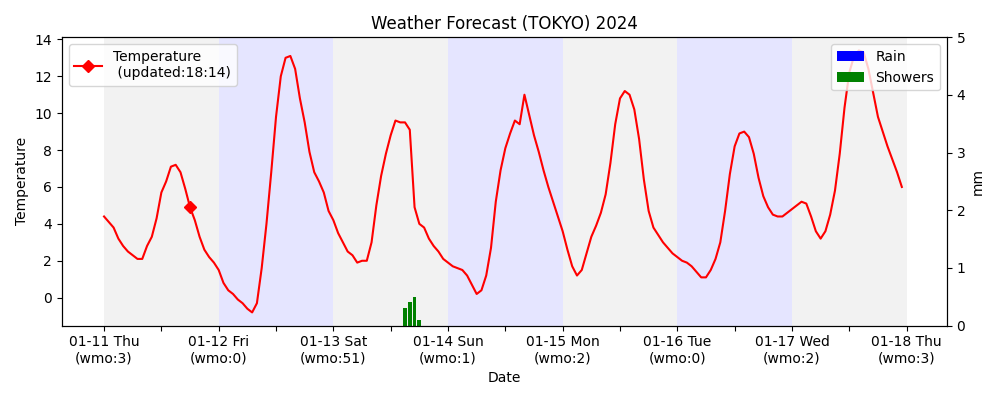 Weather Forecast (TOKYO) 2024
Temperature
(updated:18:14)
Rain
Showers
Temperature
14
12
10
8
6
4
2
0
5
4
3
2
1
0
mm
01-11 Thu
(wmo:3)
01-12 Fri
(wmo:0)
01-13 Sat
(wmo:51)
01-14 Sun
(wmo:1)
01-15 Mon
(wmo:2)
01-16 Tue
(wmo:0)
01-17 Wed
(wmo:2)
01-18 Thu
(wmo:3)
Date